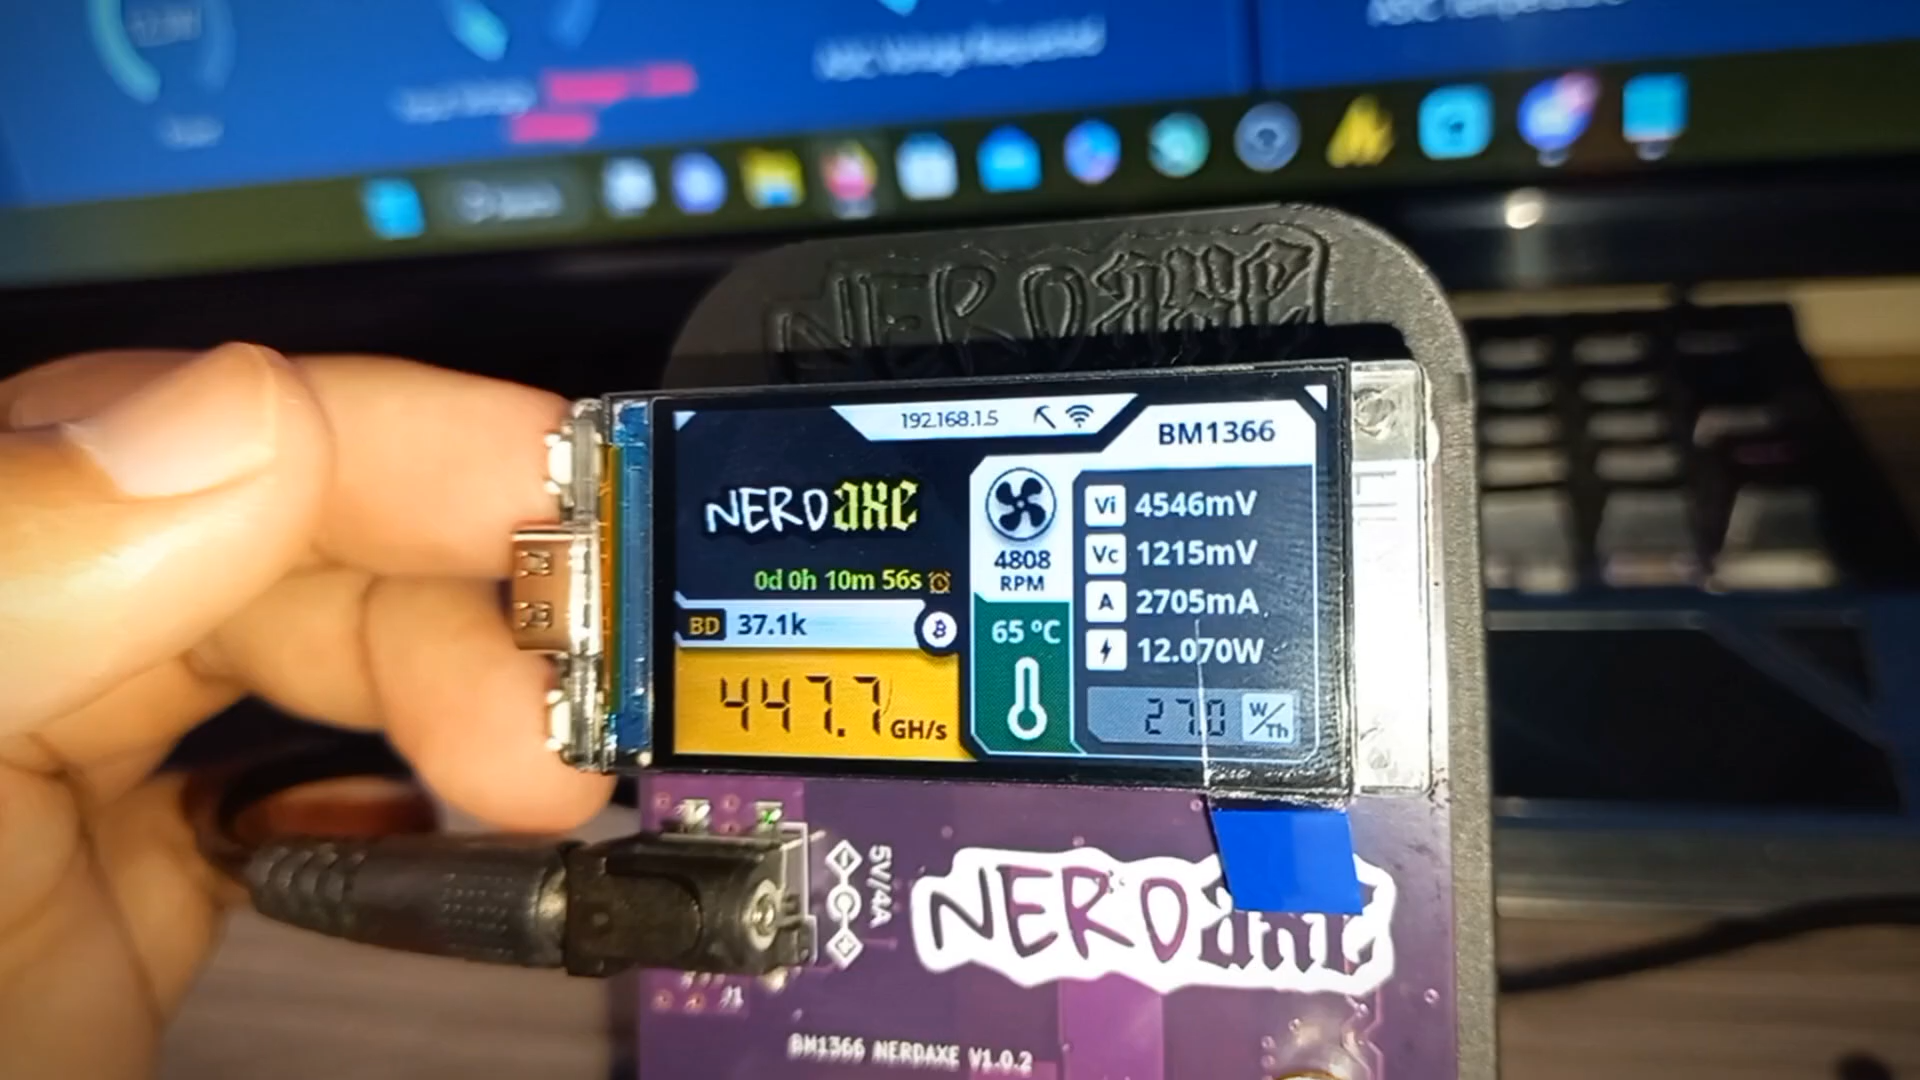 NERDaxe
192.168.1.5
BM1366
NERDaxe
Vi 4546mV
4808
RPM
Vc 1215mV
0d 0h 10m 56s
A 2705mA
BD 37.1k
65 ºC
12.070W
447.7 GH/s
27.0 W/Th
5V/4A
NERDaxe
J1
BM1366 NERDAXE V1.0.2